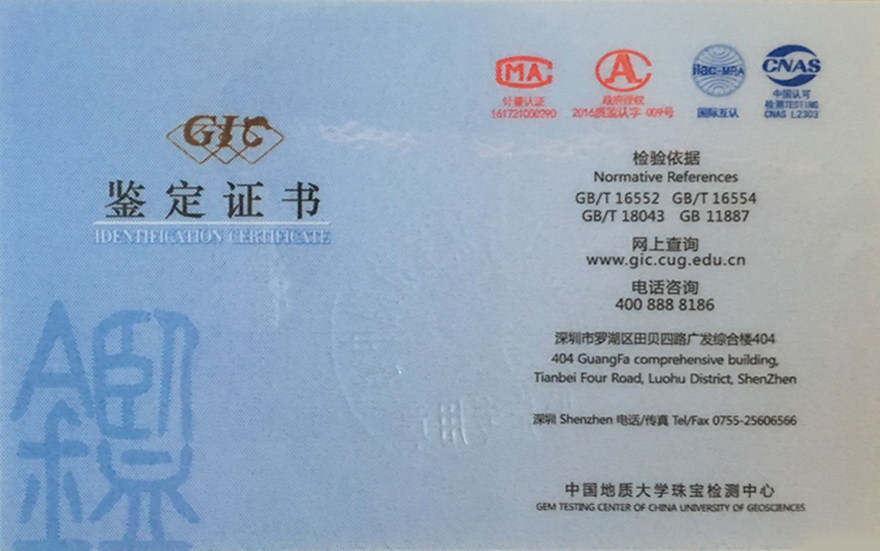 GIC
鉴定证书
IDENTIFICATION CERTIFICATE
MA
计量认证
161721000290
CA
政府授权
2016质监认字 009号
ilac-MRA
国际互认
CNAS
中国认可
检测TESTING
CNAS L2303
检验依据
Normative References
GB/T 16552 GB/T 16554
GB/T 18043 GB 11887
网上查询
www.gic.cug.edu.cn
电话咨询
400 888 8186
深圳市罗湖区田贝四路广发综合楼404
404 GuangFa comprehensive building,
Tianbei Four Road, Luohu District, ShenZhen
深圳 Shenzhen 电话/传真 Tel/Fax 0755-25606566
中国地质大学珠宝检测中心
GEM TESTING CENTER OF CHINA UNIVERSITY OF GEOSCIENCES
专用